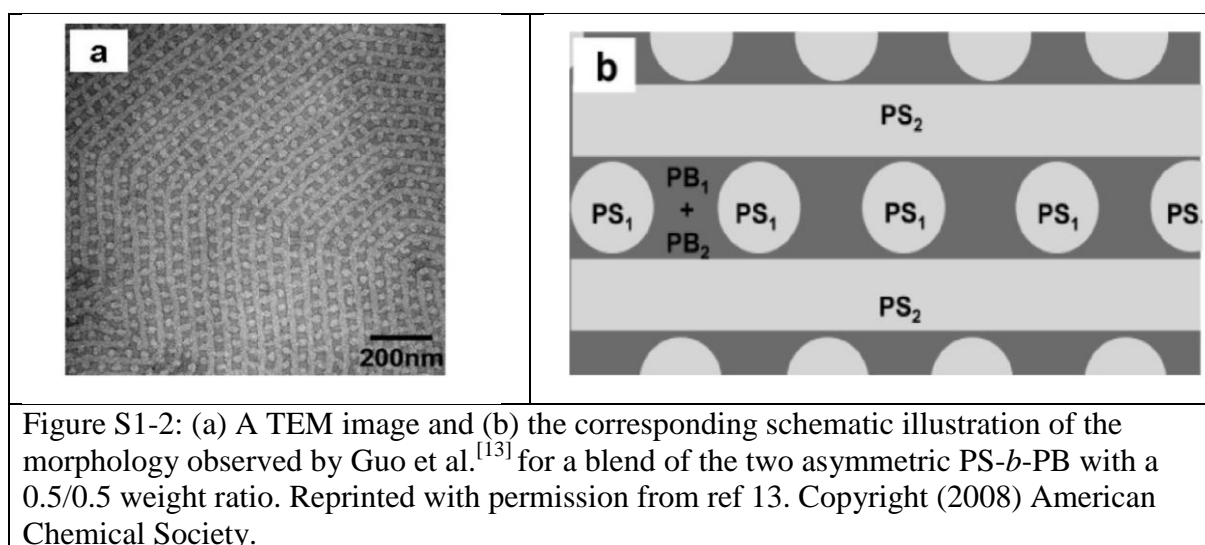 a
200nm
b
PS₂
PB₁
+
PB₂
PS₁
PS₁
PS₁
PS₁
PS
PS₂
Figure S1-2: (a) A TEM image and (b) the corresponding schematic illustration of the
morphology observed by Guo et al.[13] for a blend of the two asymmetric PS-b-PB with a
0.5/0.5 weight ratio. Reprinted with permission from ref 13. Copyright (2008) American
Chemical Society.